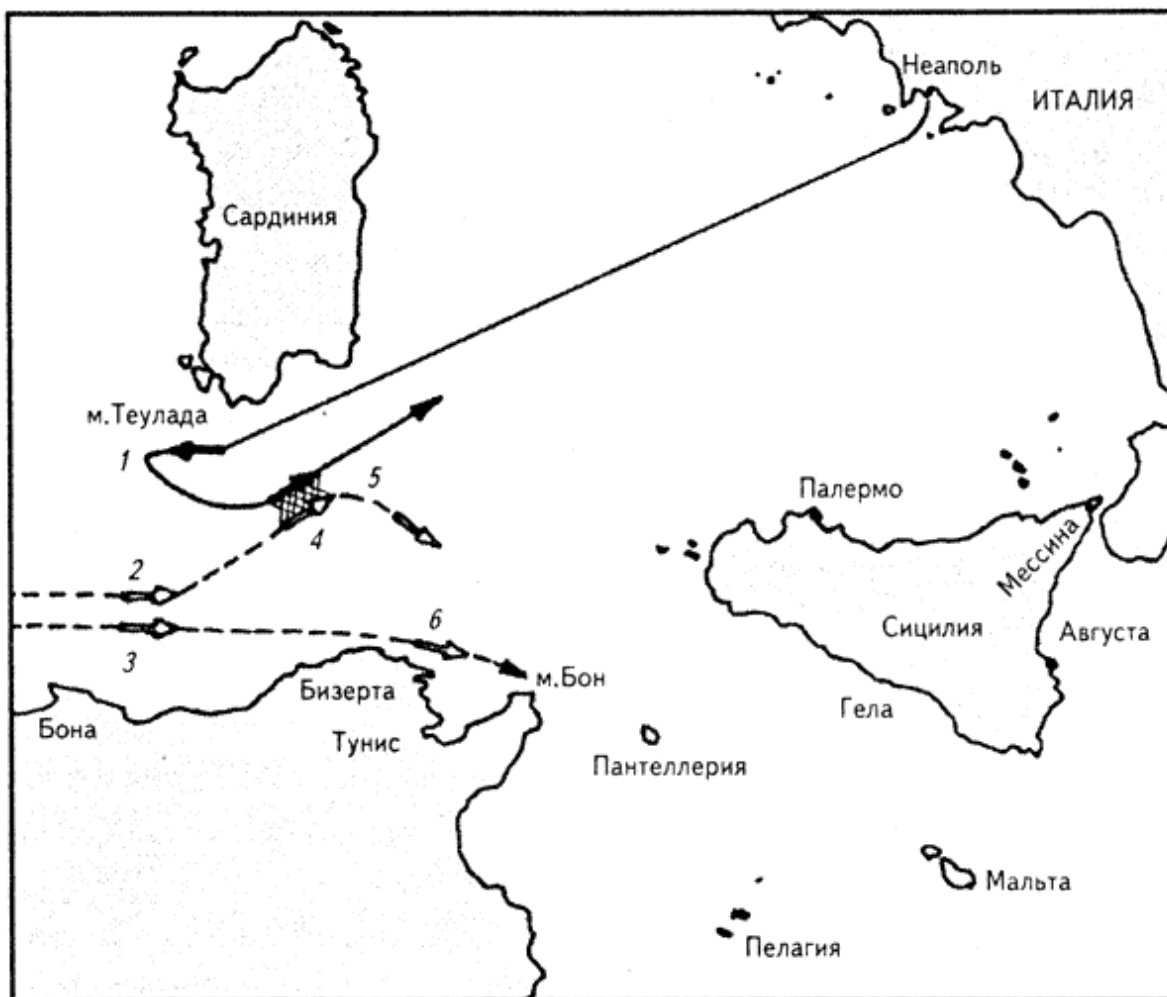 Неаполь
ИТАЛИЯ
Сардиния
м.Теулада
1
5
Палермо
4
Мессина
2
6
Сицилия
Августа
3
м.Бон
Бизерта
Гела
Бона
Тунис
Пантеллерия
Мальта
Пелагия